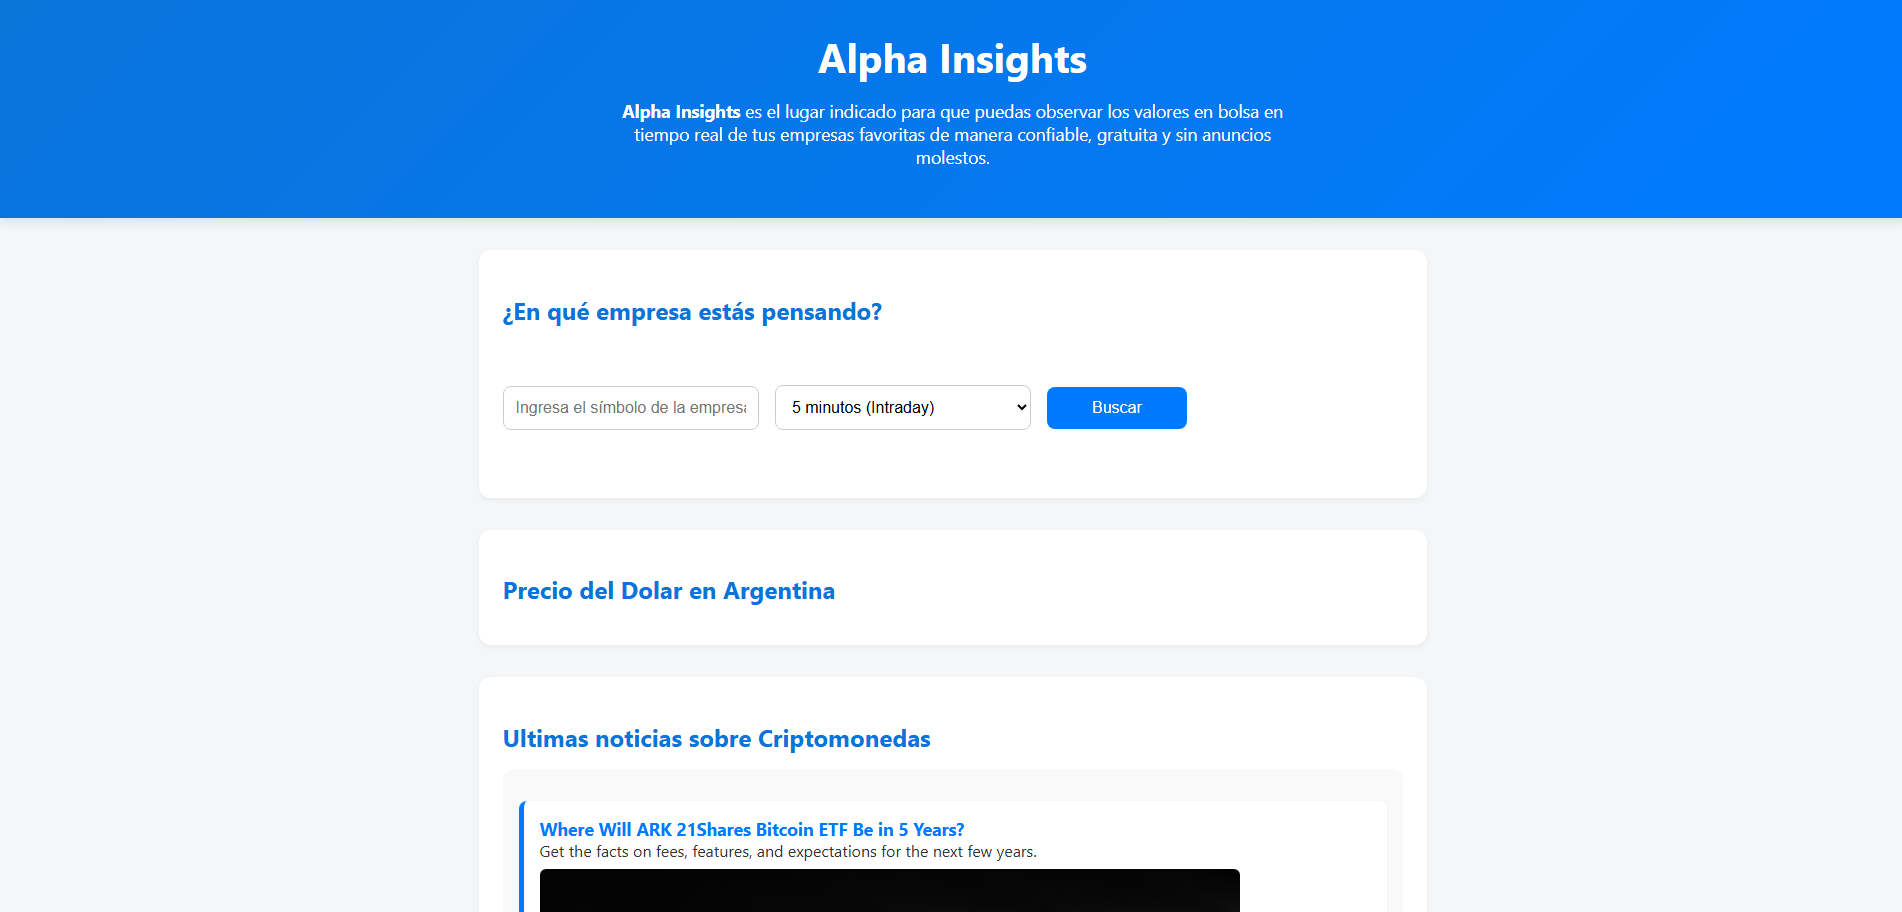 Alpha Insights
Alpha Insights es el lugar indicado para que puedas observar los valores en bolsa en
tiempo real de tus empresas favoritas de manera confiable, gratuita y sin anuncios
molestos.
¿En qué empresa estás pensando?
Ingresa el símbolo de la empresa
5 minutos (Intraday)
Buscar
Precio del Dolar en Argentina
Ultimas noticias sobre Criptomonedas
Where Will ARK 21Shares Bitcoin ETF Be in 5 Years?
Get the facts on fees, features, and expectations for the next few years.